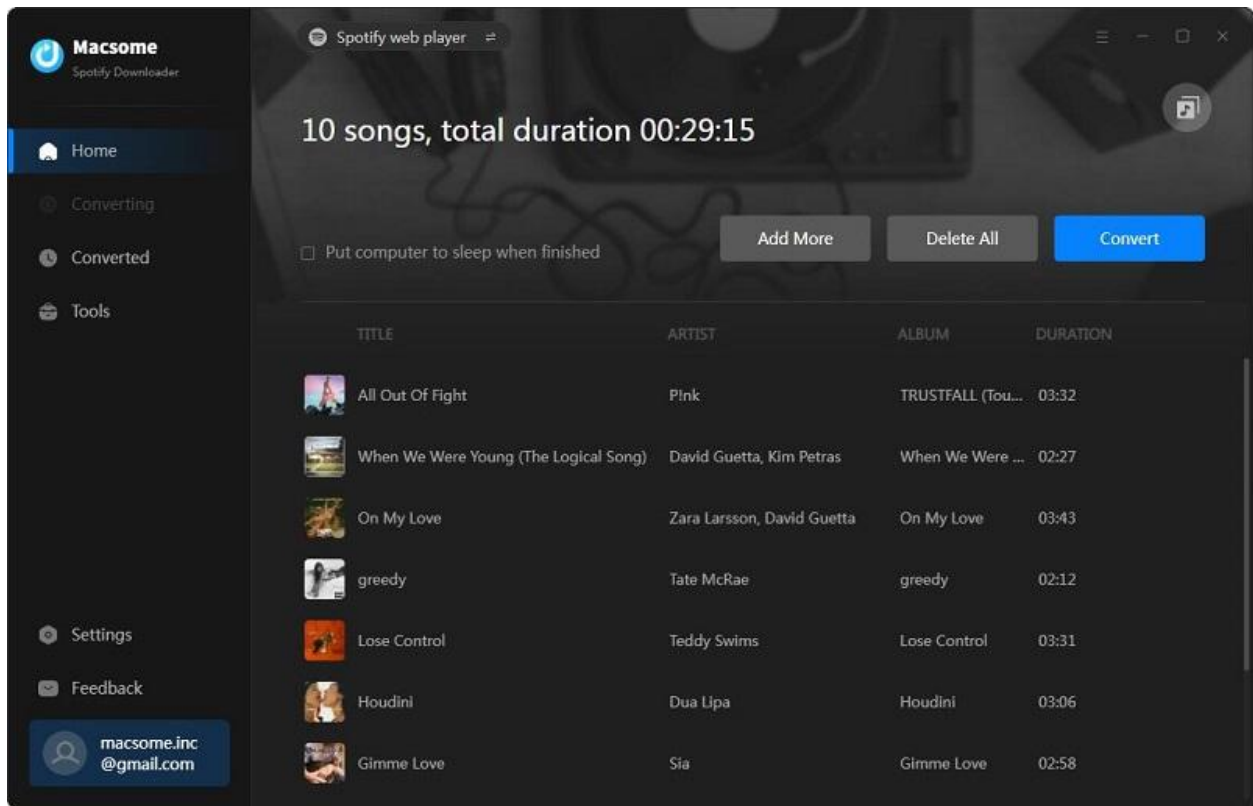 Macsome
Spotify Downloader
Home
Converting
Converted
Tools
Settings
Feedback
macsome.inc
@gmail.com
Spotify web player
10 songs, total duration 00:29:15
Put computer to sleep when finished
Add More
Delete All
Convert
TITLE ARTIST ALBUM DURATION
All Out Of Fight P!nk TRUSTFALL (Tou... 03:32
When We Were Young (The Logical Song) David Guetta, Kim Petras When We Were ... 02:27
On My Love Zara Larsson, David Guetta On My Love 03:43
greedy Tate McRae greedy 02:12
Lose Control Teddy Swims Lose Control 03:31
Houdini Dua Lipa Houdini 03:06
Gimme Love Sia Gimme Love 02:58